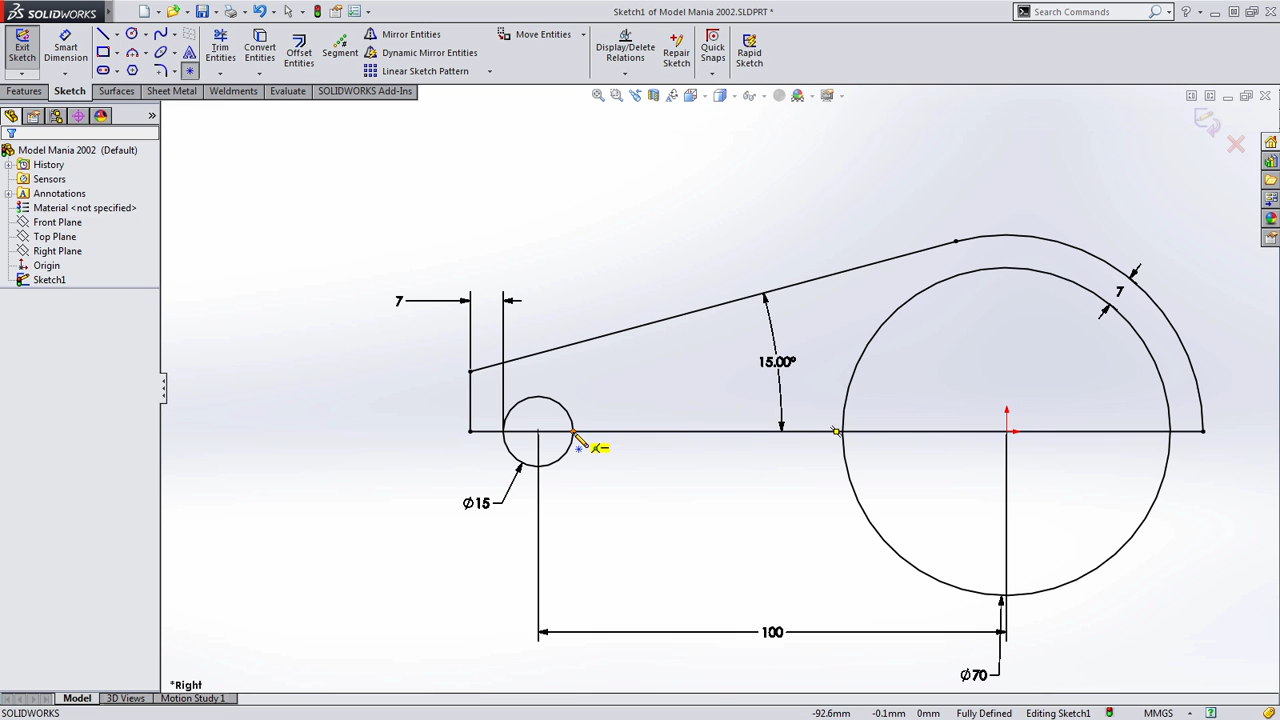 SOLIDWORKS
Sketch1 of Model Mania 2002.SLDPRT *
Search Commands
Exit Sketch
Smart Dimension
Trim Entities
Convert Entities
Offset Entities
Segment
Mirror Entities
Dynamic Mirror Entities
Linear Sketch Pattern
Move Entities
Display/Delete Relations
Repair Sketch
Quick Snaps
Rapid Sketch
Features
Sketch
Surfaces
Sheet Metal
Weldments
Evaluate
SOLIDWORKS Add-Ins
Model Mania 2002 (Default)
History
Sensors
Annotations
Material <not specified>
Front Plane
Top Plane
Right Plane
Origin
Sketch1
7
7
15.00°
Ø15
100
Ø70
*Right
Model
3D Views
Motion Study 1
SOLIDWORKS
-92.6mm
-0.1mm
0mm
Fully Defined
Editing Sketch1
MMGS